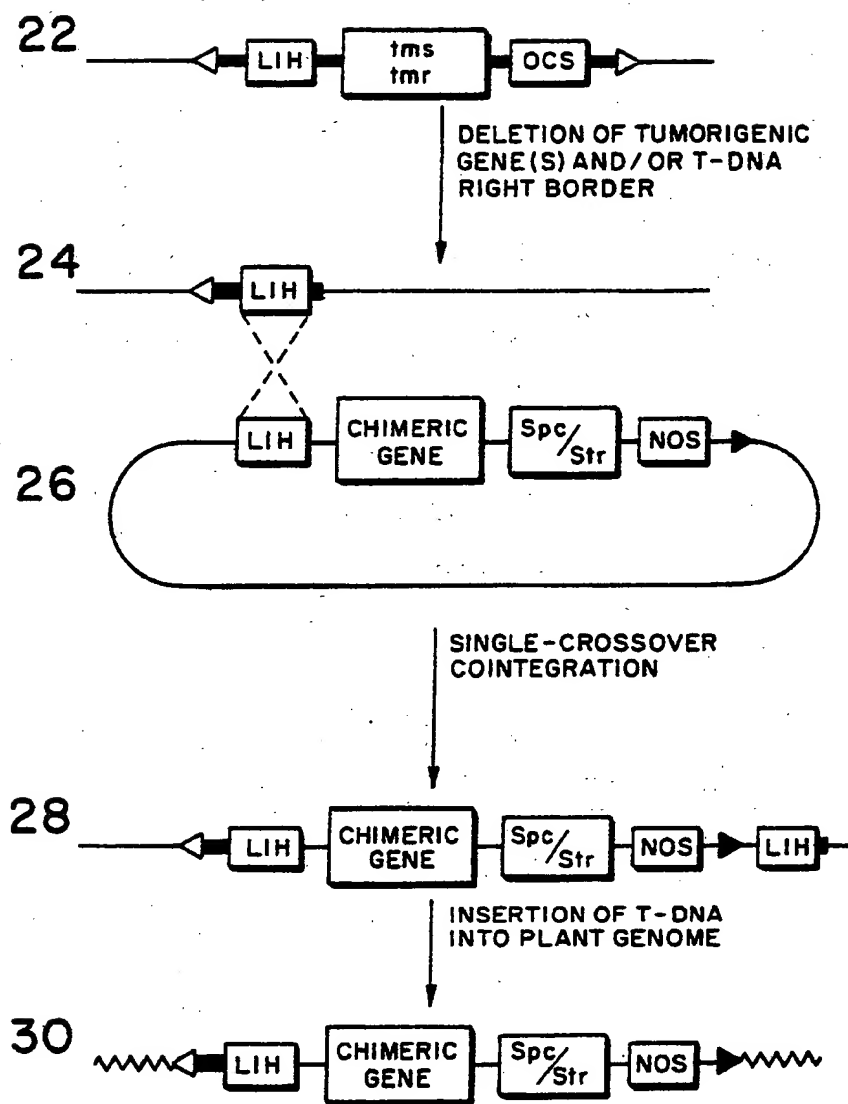 22
LIH
tms
tmr
OCS
DELETION OF TUMORIGENIC
GENE(S) AND/OR T-DNA
RIGHT BORDER
24
LIH
26
LIH
CHIMERIC
GENE
Spc/
Str
NOS
SINGLE-CROSSOVER
COINTEGRATION
28
LIH
CHIMERIC
GENE
Spc/
Str
NOS
LIH
INSERTION OF T-DNA
INTO PLANT GENOME
30
LIH
CHIMERIC
GENE
Spc/
Str
NOS